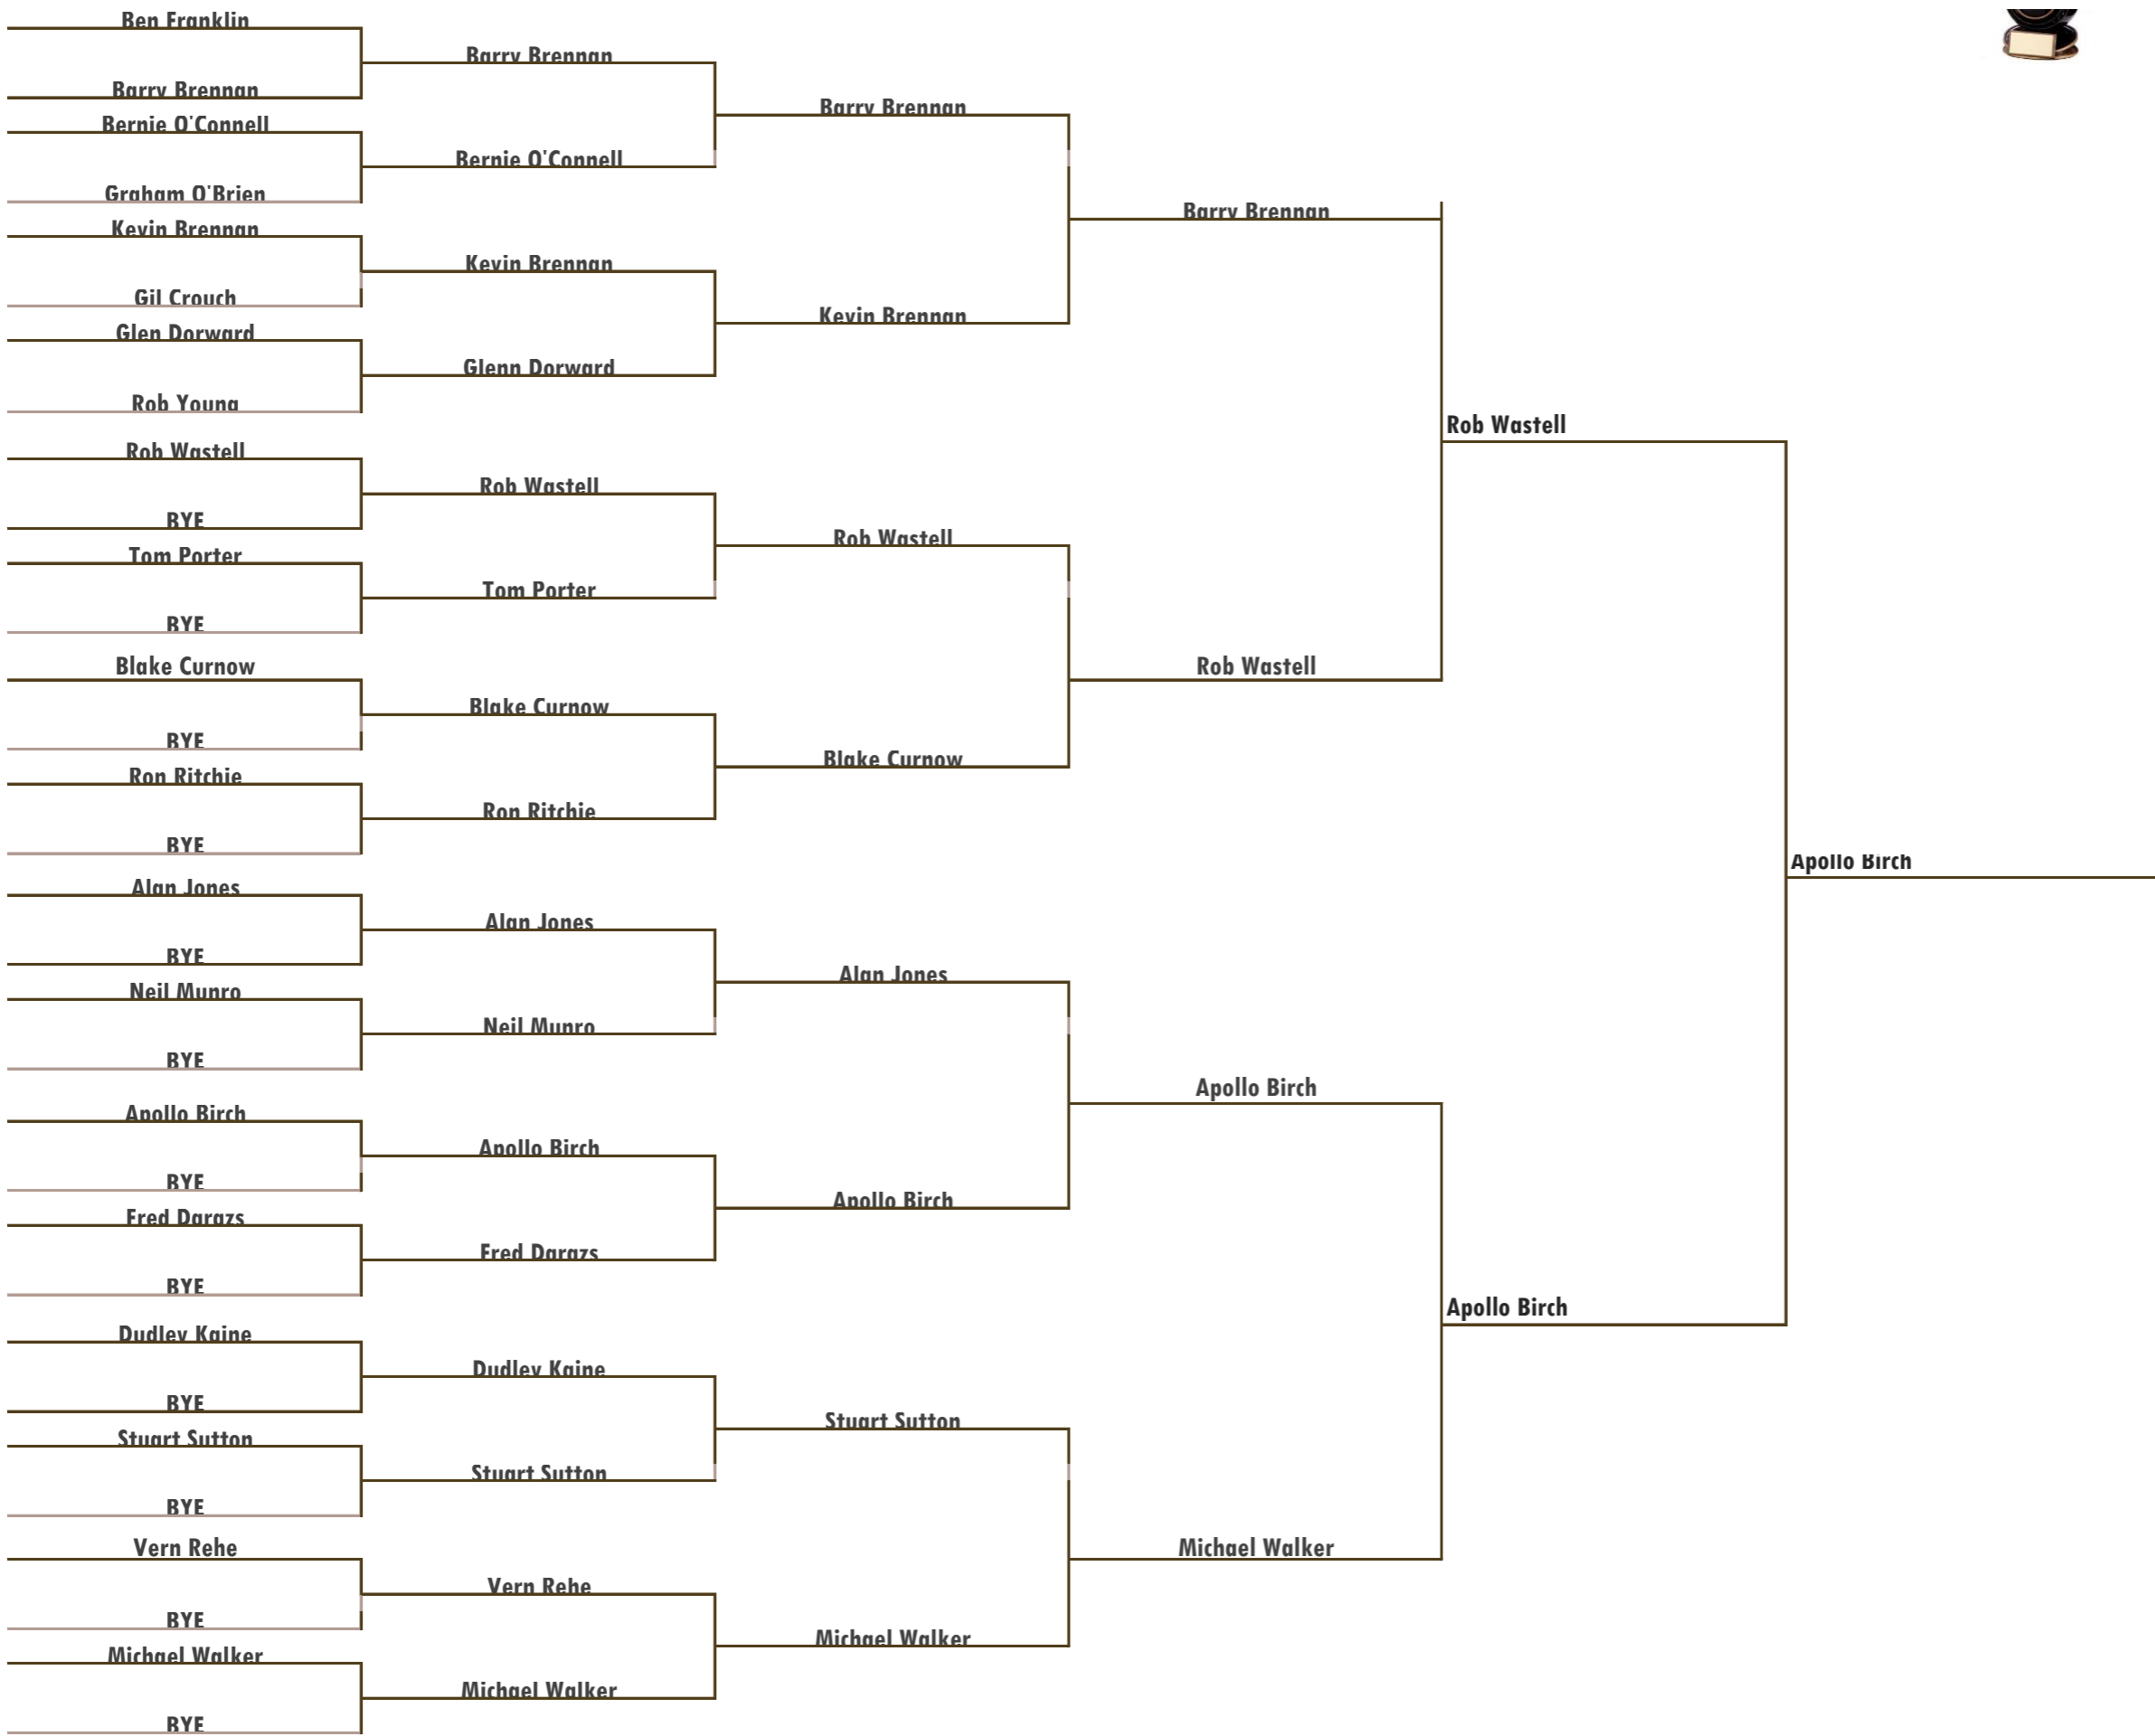 Ben Franklin
Barry Brennan
Bernie O'Connell
Graham O'Brien
Kevin Brennan
Gil Crouch
Glen Dorward
Rob Young
Rob Wastell
BYE
Tom Porter
BYE
Blake Curnow
BYE
Ron Ritchie
BYE
Alan Jones
BYE
Neil Munro
BYE
Apollo Birch
BYE
Fred Darazs
BYE
Dudley Kaine
BYE
Stuart Sutton
BYE
Vern Rehe
BYE
Michael Walker
BYE
Barry Brennan
Bernie O'Connell
Kevin Brennan
Glenn Dorward
Rob Wastell
Tom Porter
Blake Curnow
Ron Ritchie
Alan Jones
Neil Munro
Apollo Birch
Fred Darazs
Dudley Kaine
Stuart Sutton
Vern Rehe
Michael Walker
Barry Brennan
Kevin Brennan
Rob Wastell
Blake Curnow
Alan Jones
Apollo Birch
Stuart Sutton
Michael Walker
Barry Brennan
Rob Wastell
Apollo Birch
Michael Walker
Rob Wastell
Apollo Birch
Apollo Birch